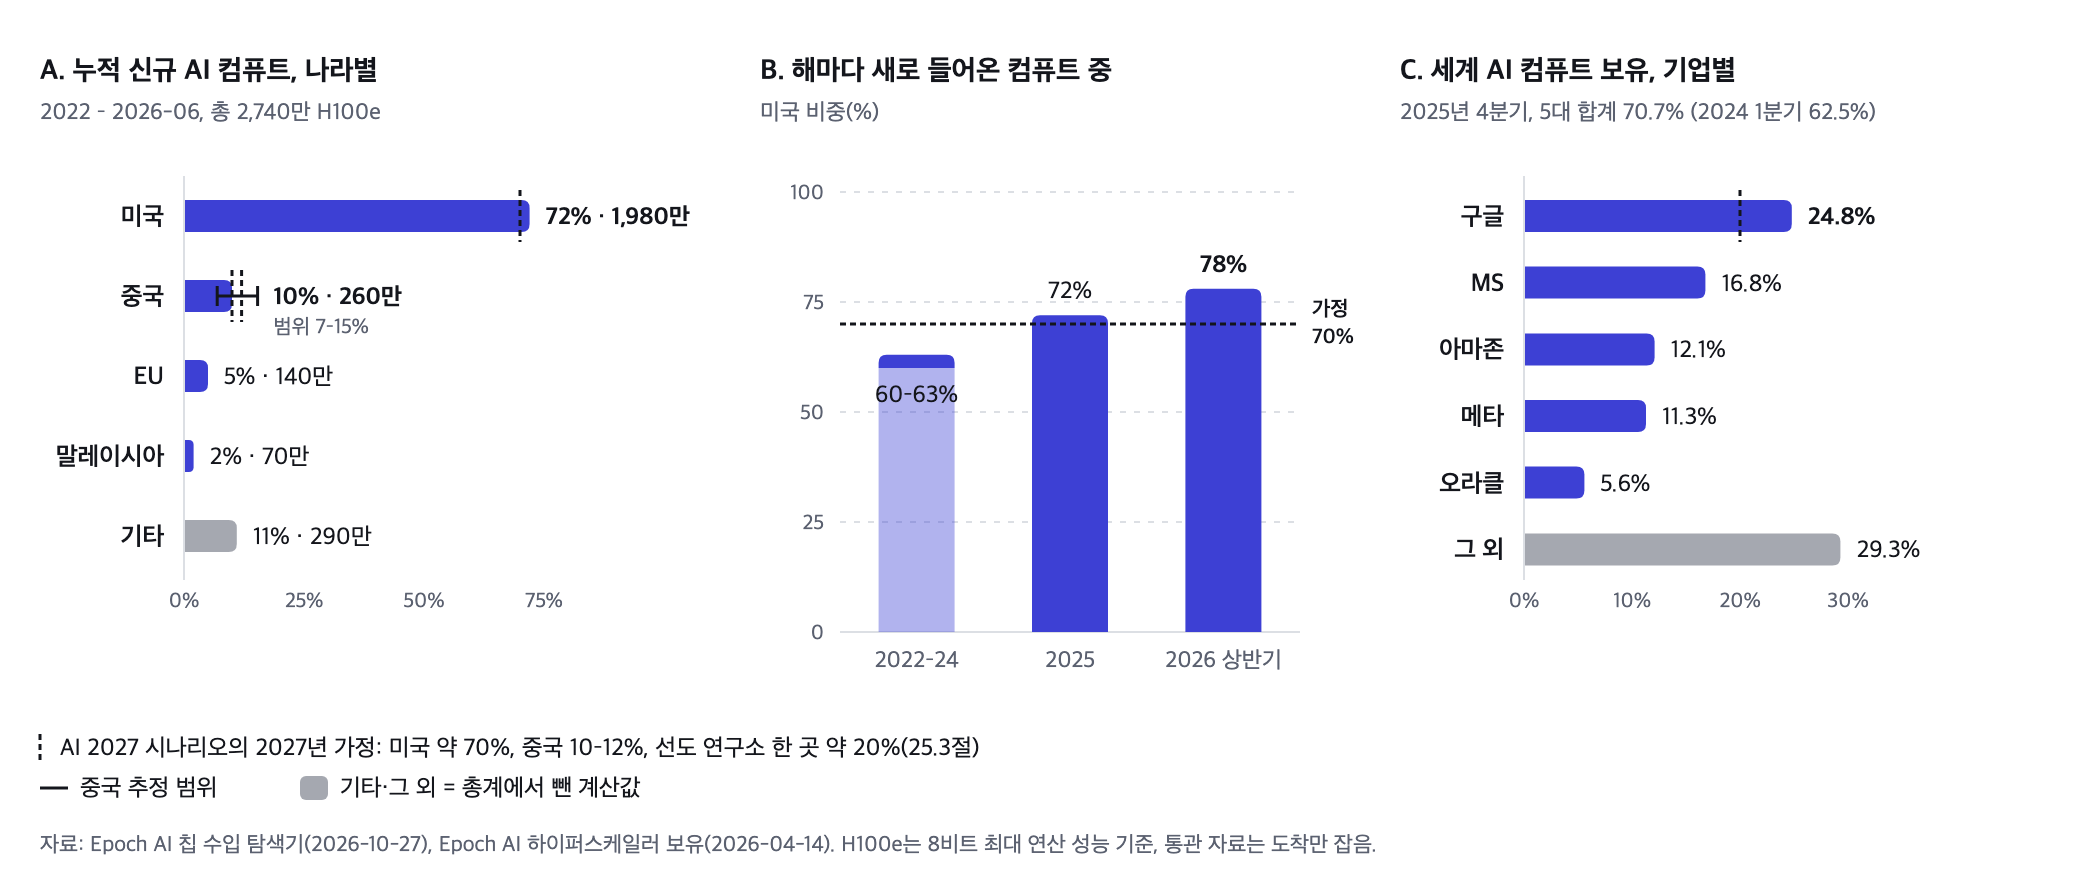 A. 누적 신규 AI 컴퓨트, 나라별
2022 - 2026-06, 총 2,740만 H100e
미국
72% · 1,980만
중국
10% · 260만
범위 7-15%
EU
5% · 140만
말레이시아
2% · 70만
기타
11% · 290만
0% 25% 50% 75%
B. 해마다 새로 들어온 컴퓨트 중
미국 비중(%)
100
75
50
25
0
60-63%
72%
78%
가정
70%
2022-24 2025 2026 상반기
C. 세계 AI 컴퓨트 보유, 기업별
2025년 4분기, 5대 합계 70.7% (2024 1분기 62.5%)
구글
24.8%
MS
16.8%
아마존
12.1%
메타
11.3%
오라클
5.6%
그 외
29.3%
0% 10% 20% 30%
AI 2027 시나리오의 2027년 가정: 미국 약 70%, 중국 10-12%, 선도 연구소 한 곳 약 20%(25.3절)
중국 추정 범위 기타·그 외 = 총계에서 뺀 계산값
자료: Epoch AI 칩 수입 탐색기(2026-10-27), Epoch AI 하이퍼스케일러 보유(2026-04-14). H100e는 8비트 최대 연산 성능 기준, 통관 자료는 도착만 잡음.